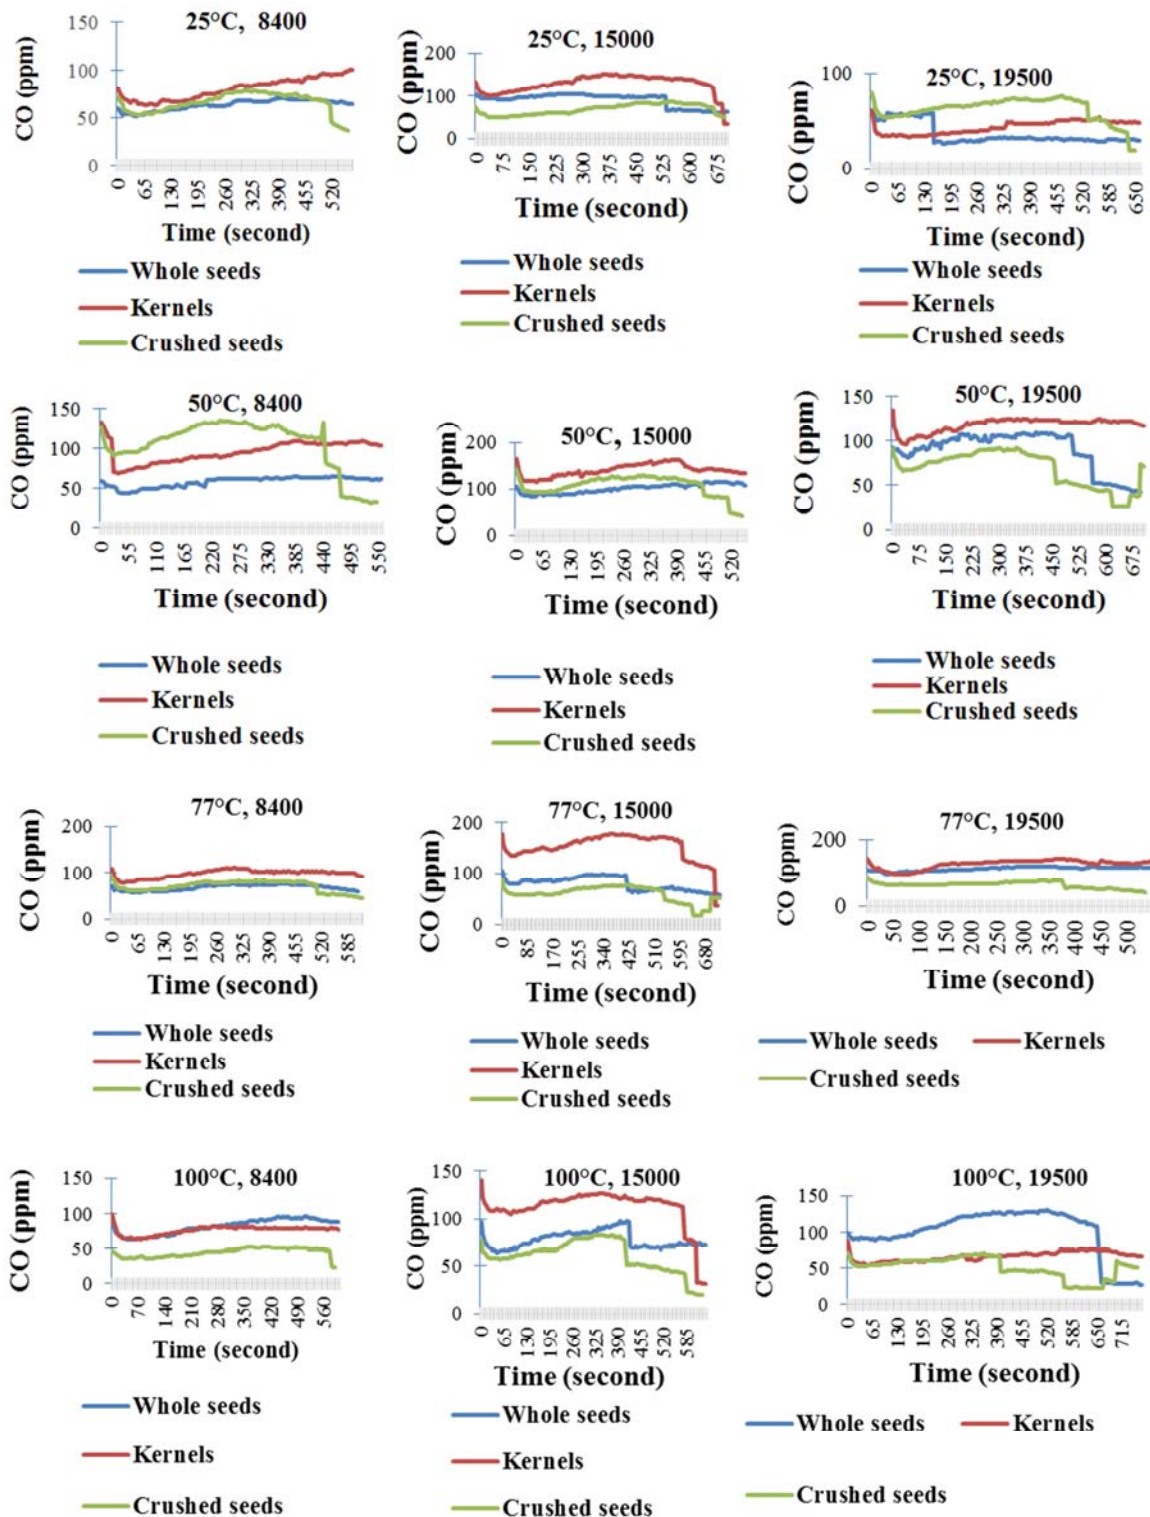 25°C, 8400
CO (ppm)
150
100
50
0
0 65 130 195 260 325 390 455 520
Time (second)
Whole seeds
Kernels
Crushed seeds
25°C, 15000
CO (ppm)
200
100
0
0 75 150 225 300 375 450 525 600 675
Time (second)
Whole seeds
Kernels
Crushed seeds
25°C, 19500
CO (ppm)
100
0
0 65 130 195 260 325 390 455 520 585 650
Time (second)
Whole seeds
Kernels
Crushed seeds
50°C, 8400
CO (ppm)
150
100
50
0
0 55 110 165 220 275 330 385 440 495 550
Time (second)
Whole seeds
Kernels
Crushed seeds
50°C, 15000
CO (ppm)
200
100
0
0 65 130 195 260 325 390 455 520
Time (second)
Whole seeds
Kernels
Crushed seeds
50°C, 19500
CO (ppm)
150
100
50
0
0 75 150 225 300 375 450 525 600 675
Time (second)
Whole seeds
Kernels
Crushed seeds
77°C, 8400
CO (ppm)
200
100
0
0 65 130 195 260 325 390 455 520 585
Time (second)
Whole seeds
Kernels
Crushed seeds
77°C, 15000
CO (ppm)
200
100
0
0 85 170 255 340 425 510 595 680
Time (second)
Whole seeds
Kernels
Crushed seeds
77°C, 19500
CO (ppm)
200
0
0 50 100 150 200 250 300 350 400 450 500
Time (second)
Whole seeds Kernels
Crushed seeds
100°C, 8400
CO (ppm)
150
100
50
0
0 70 140 210 280 350 420 490 560
Time (second)
Whole seeds
Kernels
Crushed seeds
100°C, 15000
CO (ppm)
150
100
50
0
0 65 130 195 260 325 390 455 520 585
Time (second)
Whole seeds
Kernels
Crushed seeds
100°C, 19500
CO (ppm)
150
100
50
0
0 65 130 195 260 325 390 455 520 585 650 715
Time (second)
Whole seeds Kernels
Crushed seeds